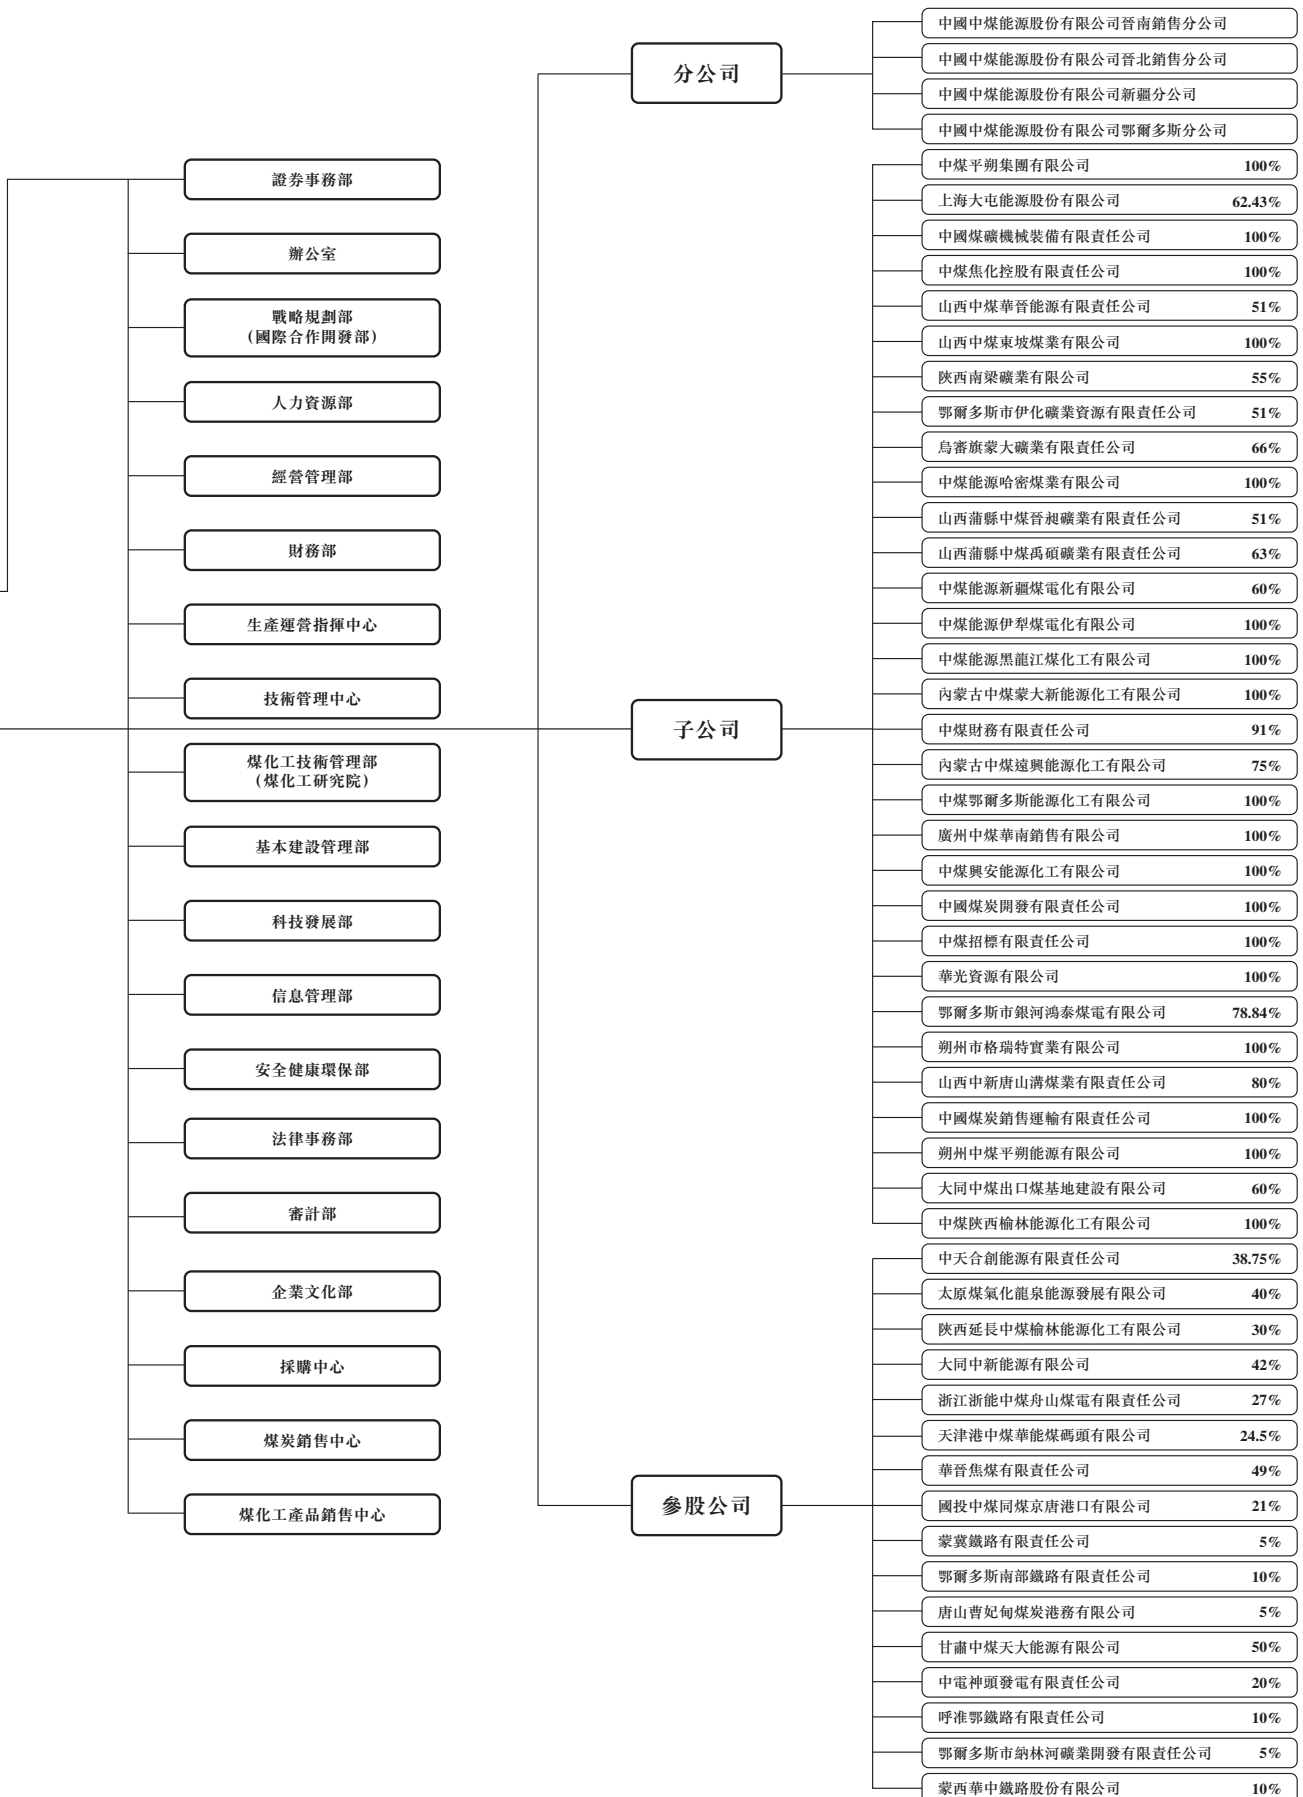 證券事務部
辦公室
戰略規劃部
(國際合作開發部)
人力資源部
經營管理部
財務部
生產運營指揮中心
技術管理中心
煤化工技術管理部
(煤化工研究院)
基本建設管理部
科技發展部
信息管理部
安全健康環保部
法律事務部
審計部
企業文化部
採購中心
煤炭銷售中心
煤化工產品銷售中心
分公司
中國中煤能源股份有限公司晉南銷售分公司
中國中煤能源股份有限公司晉北銷售分公司
中國中煤能源股份有限公司新疆分公司
中國中煤能源股份有限公司鄂爾多斯分公司
子公司
中煤平朔集團有限公司 100%
上海大屯能源股份有限公司 62.43%
中國煤礦機械裝備有限責任公司 100%
中煤焦化控股有限責任公司 100%
山西中煤華晉能源有限責任公司 51%
山西中煤東坡煤業有限公司 100%
陝西南梁礦業有限公司 55%
鄂爾多斯市伊化礦業資源有限責任公司 51%
烏審旗蒙大礦業有限責任公司 66%
中煤能源哈密煤業有限公司 100%
山西蒲縣中煤晉昶礦業有限責任公司 51%
山西蒲縣中煤禹碩礦業有限責任公司 63%
中煤能源新疆煤電化有限公司 60%
中煤能源伊犁煤電化有限公司 100%
中煤能源黑龍江煤化工有限公司 100%
內蒙古中煤蒙大新能源化工有限公司 100%
中煤財務有限責任公司 91%
內蒙古中煤遠興能源化工有限公司 75%
中煤鄂爾多斯能源化工有限公司 100%
廣州中煤華南銷售有限公司 100%
中煤興安能源化工有限公司 100%
中國煤炭開發有限責任公司 100%
中煤招標有限責任公司 100%
華光資源有限公司 100%
鄂爾多斯市銀河鴻泰煤電有限公司 78.84%
朔州市格瑞特實業有限公司 100%
山西中新唐山溝煤業有限責任公司 80%
中國煤炭銷售運輸有限責任公司 100%
朔州中煤平朔能源有限公司 100%
大同中煤出口煤基地建設有限公司 60%
中煤陝西榆林能源化工有限公司 100%
參股公司
中天合創能源有限責任公司 38.75%
太原煤氣化龍泉能源發展有限公司 40%
陝西延長中煤榆林能源化工有限公司 30%
大同中新能源有限公司 42%
浙江浙能中煤舟山煤電有限責任公司 27%
天津港中煤華能煤碼頭有限公司 24.5%
華晉焦煤有限責任公司 49%
國投中煤同煤京唐港口有限公司 21%
蒙冀鐵路有限責任公司 5%
鄂爾多斯南部鐵路有限責任公司 10%
唐山曹妃甸煤炭港務有限公司 5%
甘肅中煤天大能源有限公司 50%
中電神頭發電有限責任公司 20%
呼准鄂鐵路有限責任公司 10%
鄂爾多斯市納林河礦業開發有限責任公司 5%
蒙西華中鐵路股份有限公司 10%